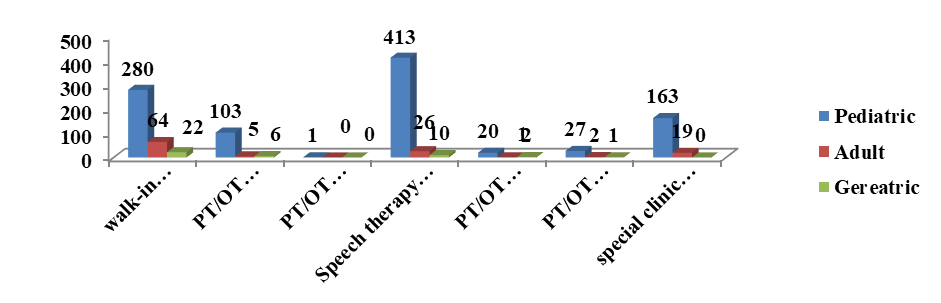 500
400
300
200
100
0
280
64
22
103
5
6
1
0
0
413
26
10
20
1
2
27
2
1
163
19
0
walk-in...
PT/OT...
PT/OT...
Speech therapy...
PT/OT...
PT/OT...
special clinic...
Pediatric
Adult
Gereatric